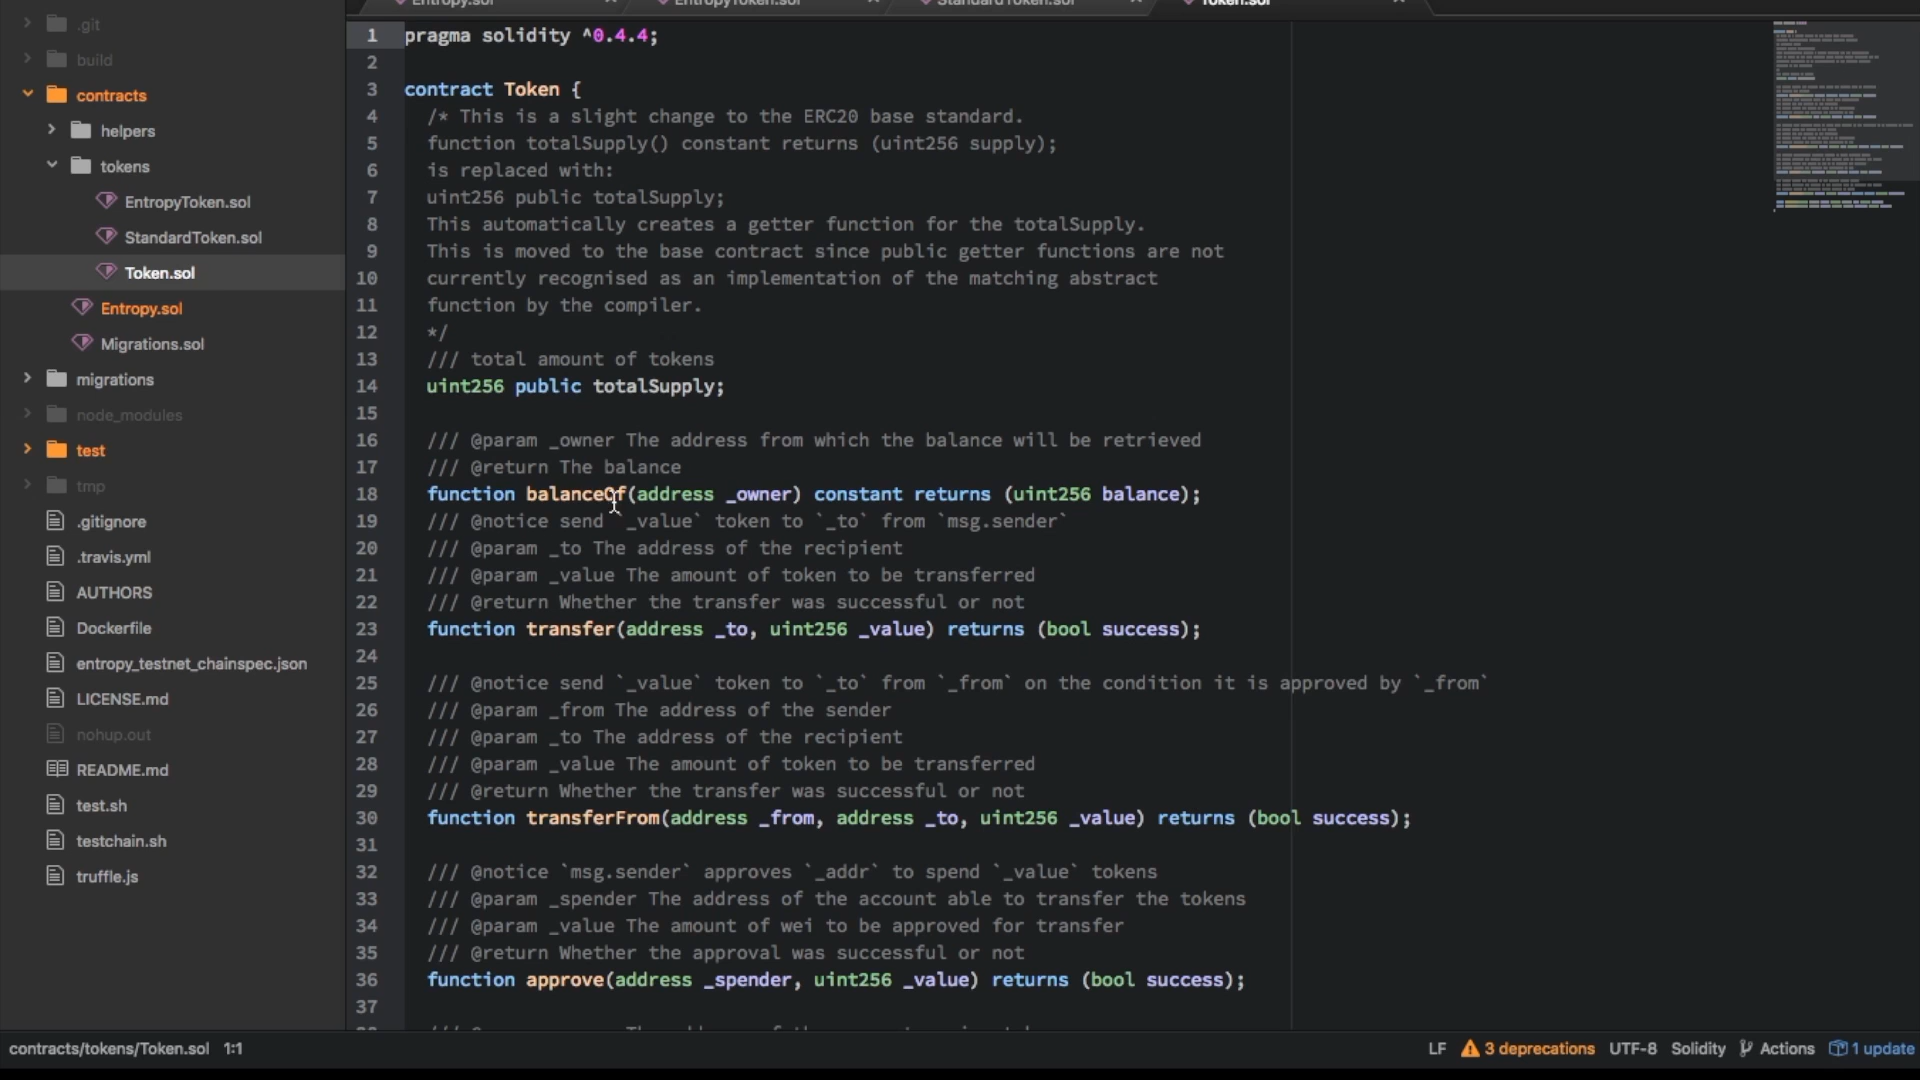 Entropy.sol
EntropyToken.sol
StandardToken.sol
Token.sol
.git
build
contracts
helpers
tokens
EntropyToken.sol
StandardToken.sol
Token.sol
Entropy.sol
Migrations.sol
migrations
node_modules
test
tmp
.gitignore
.travis.yml
AUTHORS
Dockerfile
entropy_testnet_chainspec.json
LICENSE.md
nohup.out
README.md
test.sh
testchain.sh
truffle.js
1 pragma solidity ^0.4.4;
2
3 contract Token {
4 /* This is a slight change to the ERC20 base standard.
5 function totalSupply() constant returns (uint256 supply);
6 is replaced with:
7 uint256 public totalSupply;
8 This automatically creates a getter function for the totalSupply.
9 This is moved to the base contract since public getter functions are not
10 currently recognised as an implementation of the matching abstract
11 function by the compiler.
12 */
13 /// total amount of tokens
14 uint256 public totalSupply;
15
16 /// @param _owner The address from which the balance will be retrieved
17 /// @return The balance
18 function balanceOf(address _owner) constant returns (uint256 balance);
19 /// @notice send `_value` token to `_to` from `msg.sender`
20 /// @param _to The address of the recipient
21 /// @param _value The amount of token to be transferred
22 /// @return Whether the transfer was successful or not
23 function transfer(address _to, uint256 _value) returns (bool success);
24
25 /// @notice send `_value` token to `_to` from `_from` on the condition it is approved by `_from`
26 /// @param _from The address of the sender
27 /// @param _to The address of the recipient
28 /// @param _value The amount of token to be transferred
29 /// @return Whether the transfer was successful or not
30 function transferFrom(address _from, address _to, uint256 _value) returns (bool success);
31
32 /// @notice `msg.sender` approves `_addr` to spend `_value` tokens
33 /// @param _spender The address of the account able to transfer the tokens
34 /// @param _value The amount of wei to be approved for transfer
35 /// @return Whether the approval was successful or not
36 function approve(address _spender, uint256 _value) returns (bool success);
37
contracts/tokens/Token.sol 1:1
LF 3 deprecations UTF-8 Solidity Actions 1 update